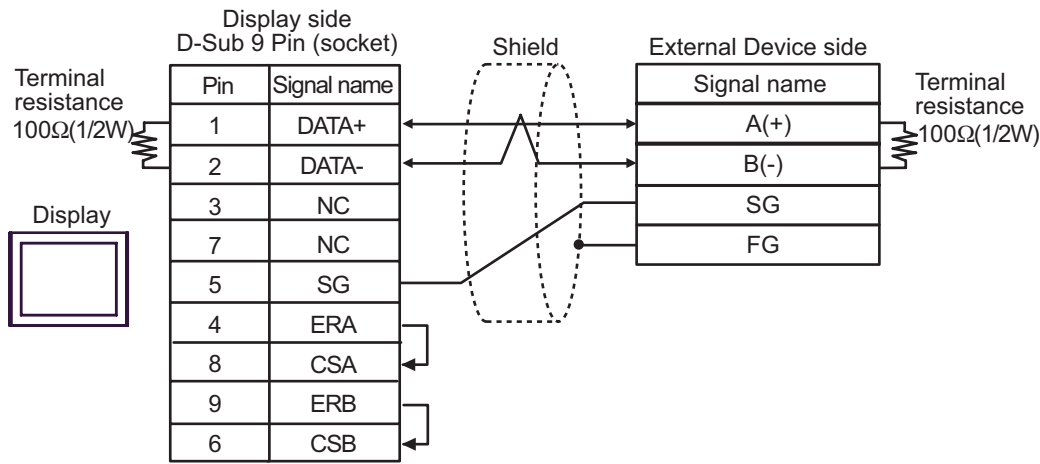 Display side
D-Sub 9 Pin (socket)
Shield
External Device side
Terminal
resistance
100Ω(1/2W)
Pin Signal name
Signal name
Terminal
resistance
100Ω(1/2W)
1 DATA+
A(+)
2 DATA-
B(-)
3 NC
SG
Display
7 NC
FG
5 SG
4 ERA
8 CSA
9 ERB
6 CSB